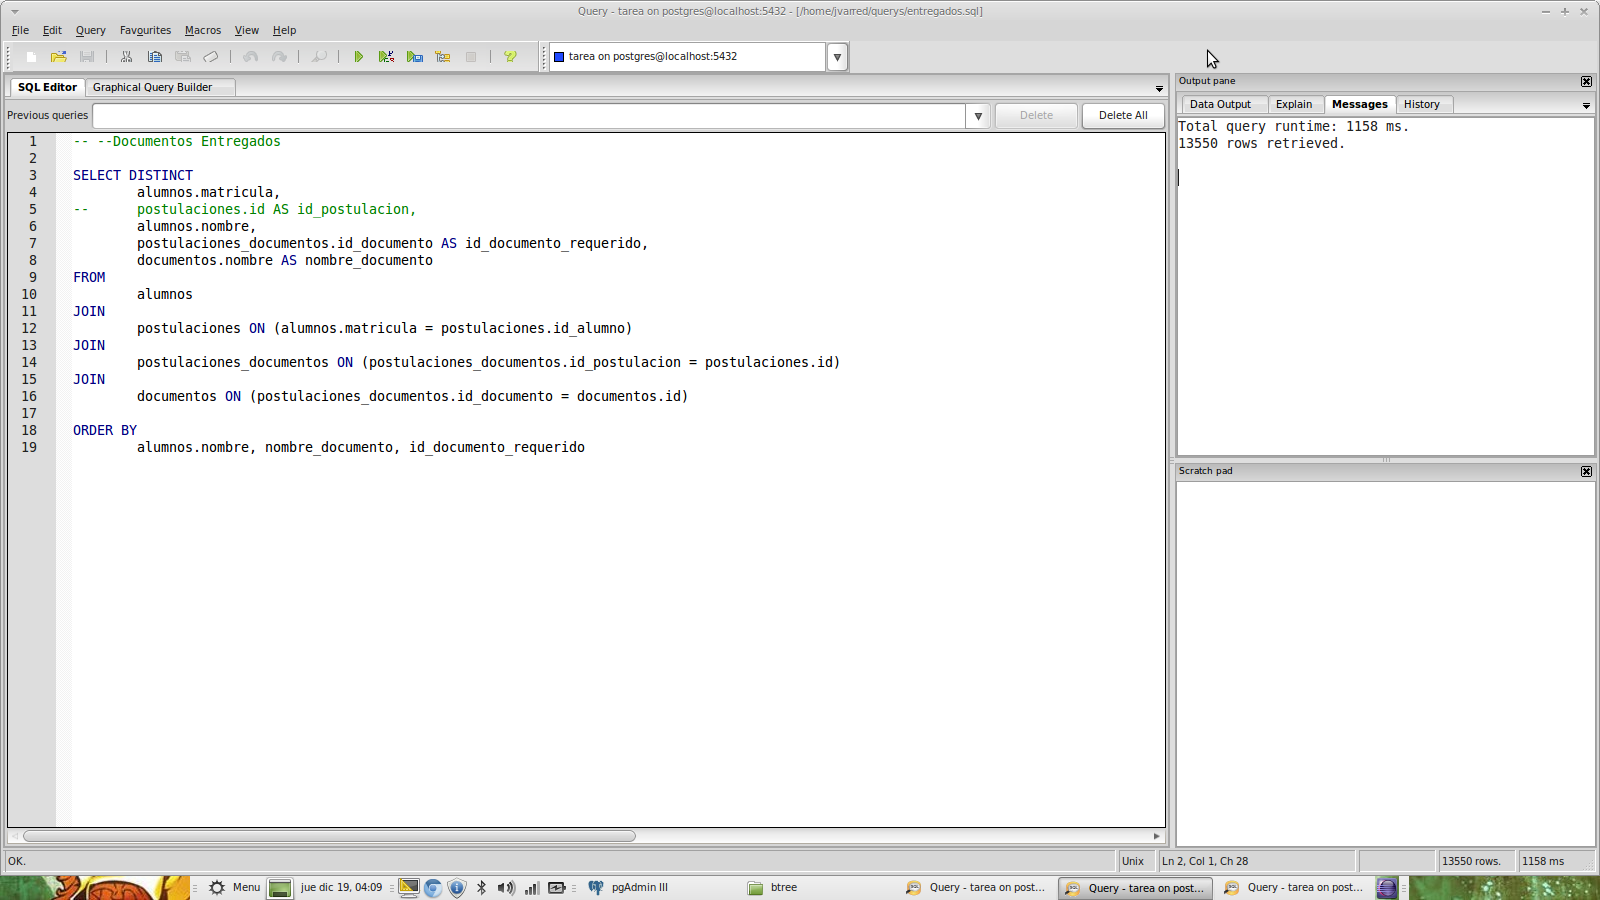 Query - tarea on postgres@localhost:5432 - [/home/jvarred/querys/entregados.sql]
File Edit Query Favourites Macros View Help
tarea on postgres@localhost:5432
SQL Editor Graphical Query Builder
Previous queries Delete Delete All
1 -- --Documentos Entregados
2
3 SELECT DISTINCT
4 alumnos.matricula,
5 -- postulaciones.id AS id_postulacion,
6 alumnos.nombre,
7 postulaciones_documentos.id_documento AS id_documento_requerido,
8 documentos.nombre AS nombre_documento
9 FROM
10 alumnos
11 JOIN
12 postulaciones ON (alumnos.matricula = postulaciones.id_alumno)
13 JOIN
14 postulaciones_documentos ON (postulaciones_documentos.id_postulacion = postulaciones.id)
15 JOIN
16 documentos ON (postulaciones_documentos.id_documento = documentos.id)
17
18 ORDER BY
19 alumnos.nombre, nombre_documento, id_documento_requerido
Output pane
Data Output Explain Messages History
Total query runtime: 1158 ms.
13550 rows retrieved.
Scratch pad
OK. Unix Ln 2, Col 1, Ch 28 13550 rows. 1158 ms
Menu jue dic 19, 04:09 pgAdmin III btree Query - tarea on post... Query - tarea on post... Query - tarea on post...